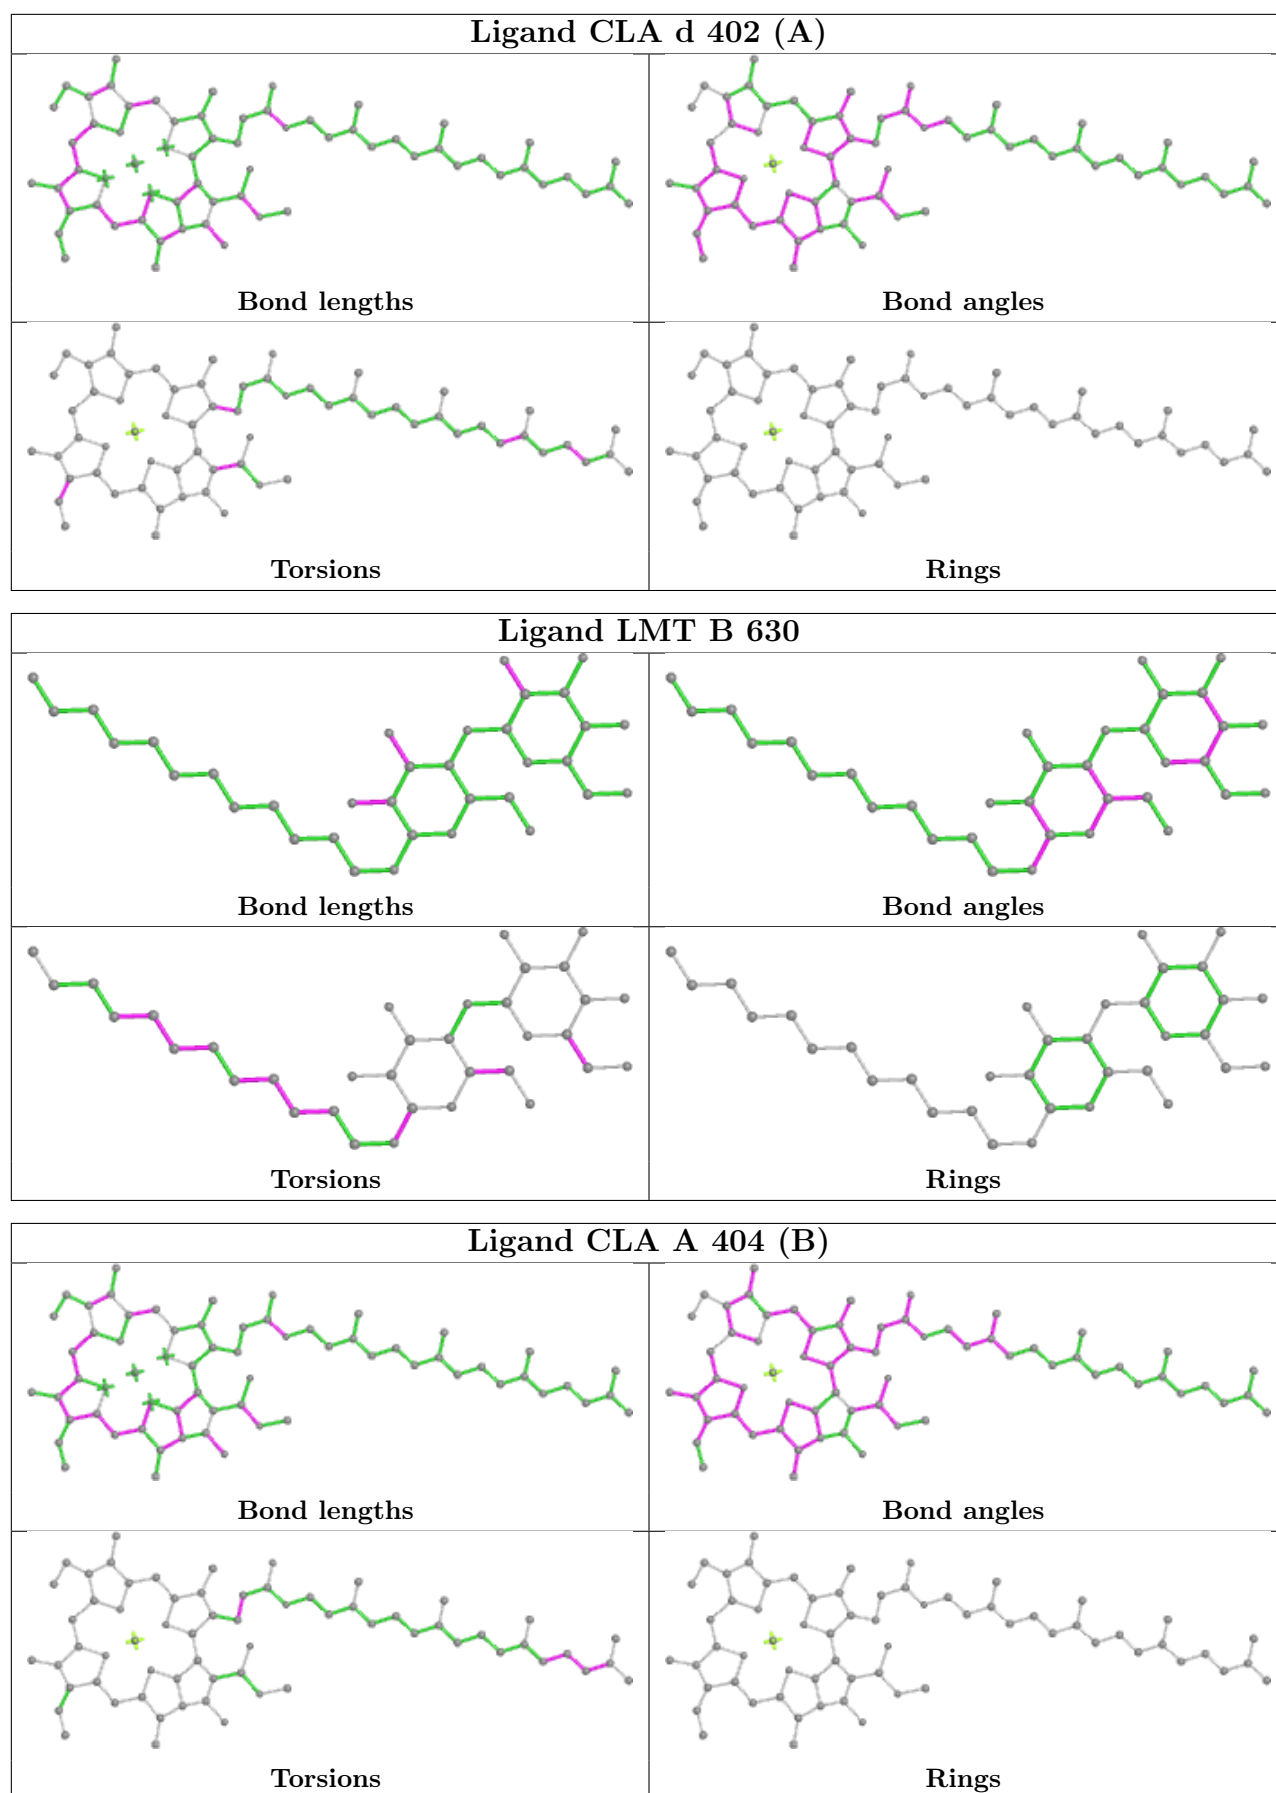 Ligand CLA d 402 (A)
Bond lengths
Bond angles
Torsions
Rings
Ligand LMT B 630
Bond lengths
Bond angles
Torsions
Rings
Ligand CLA A 404 (B)
Bond lengths
Bond angles
Torsions
Rings